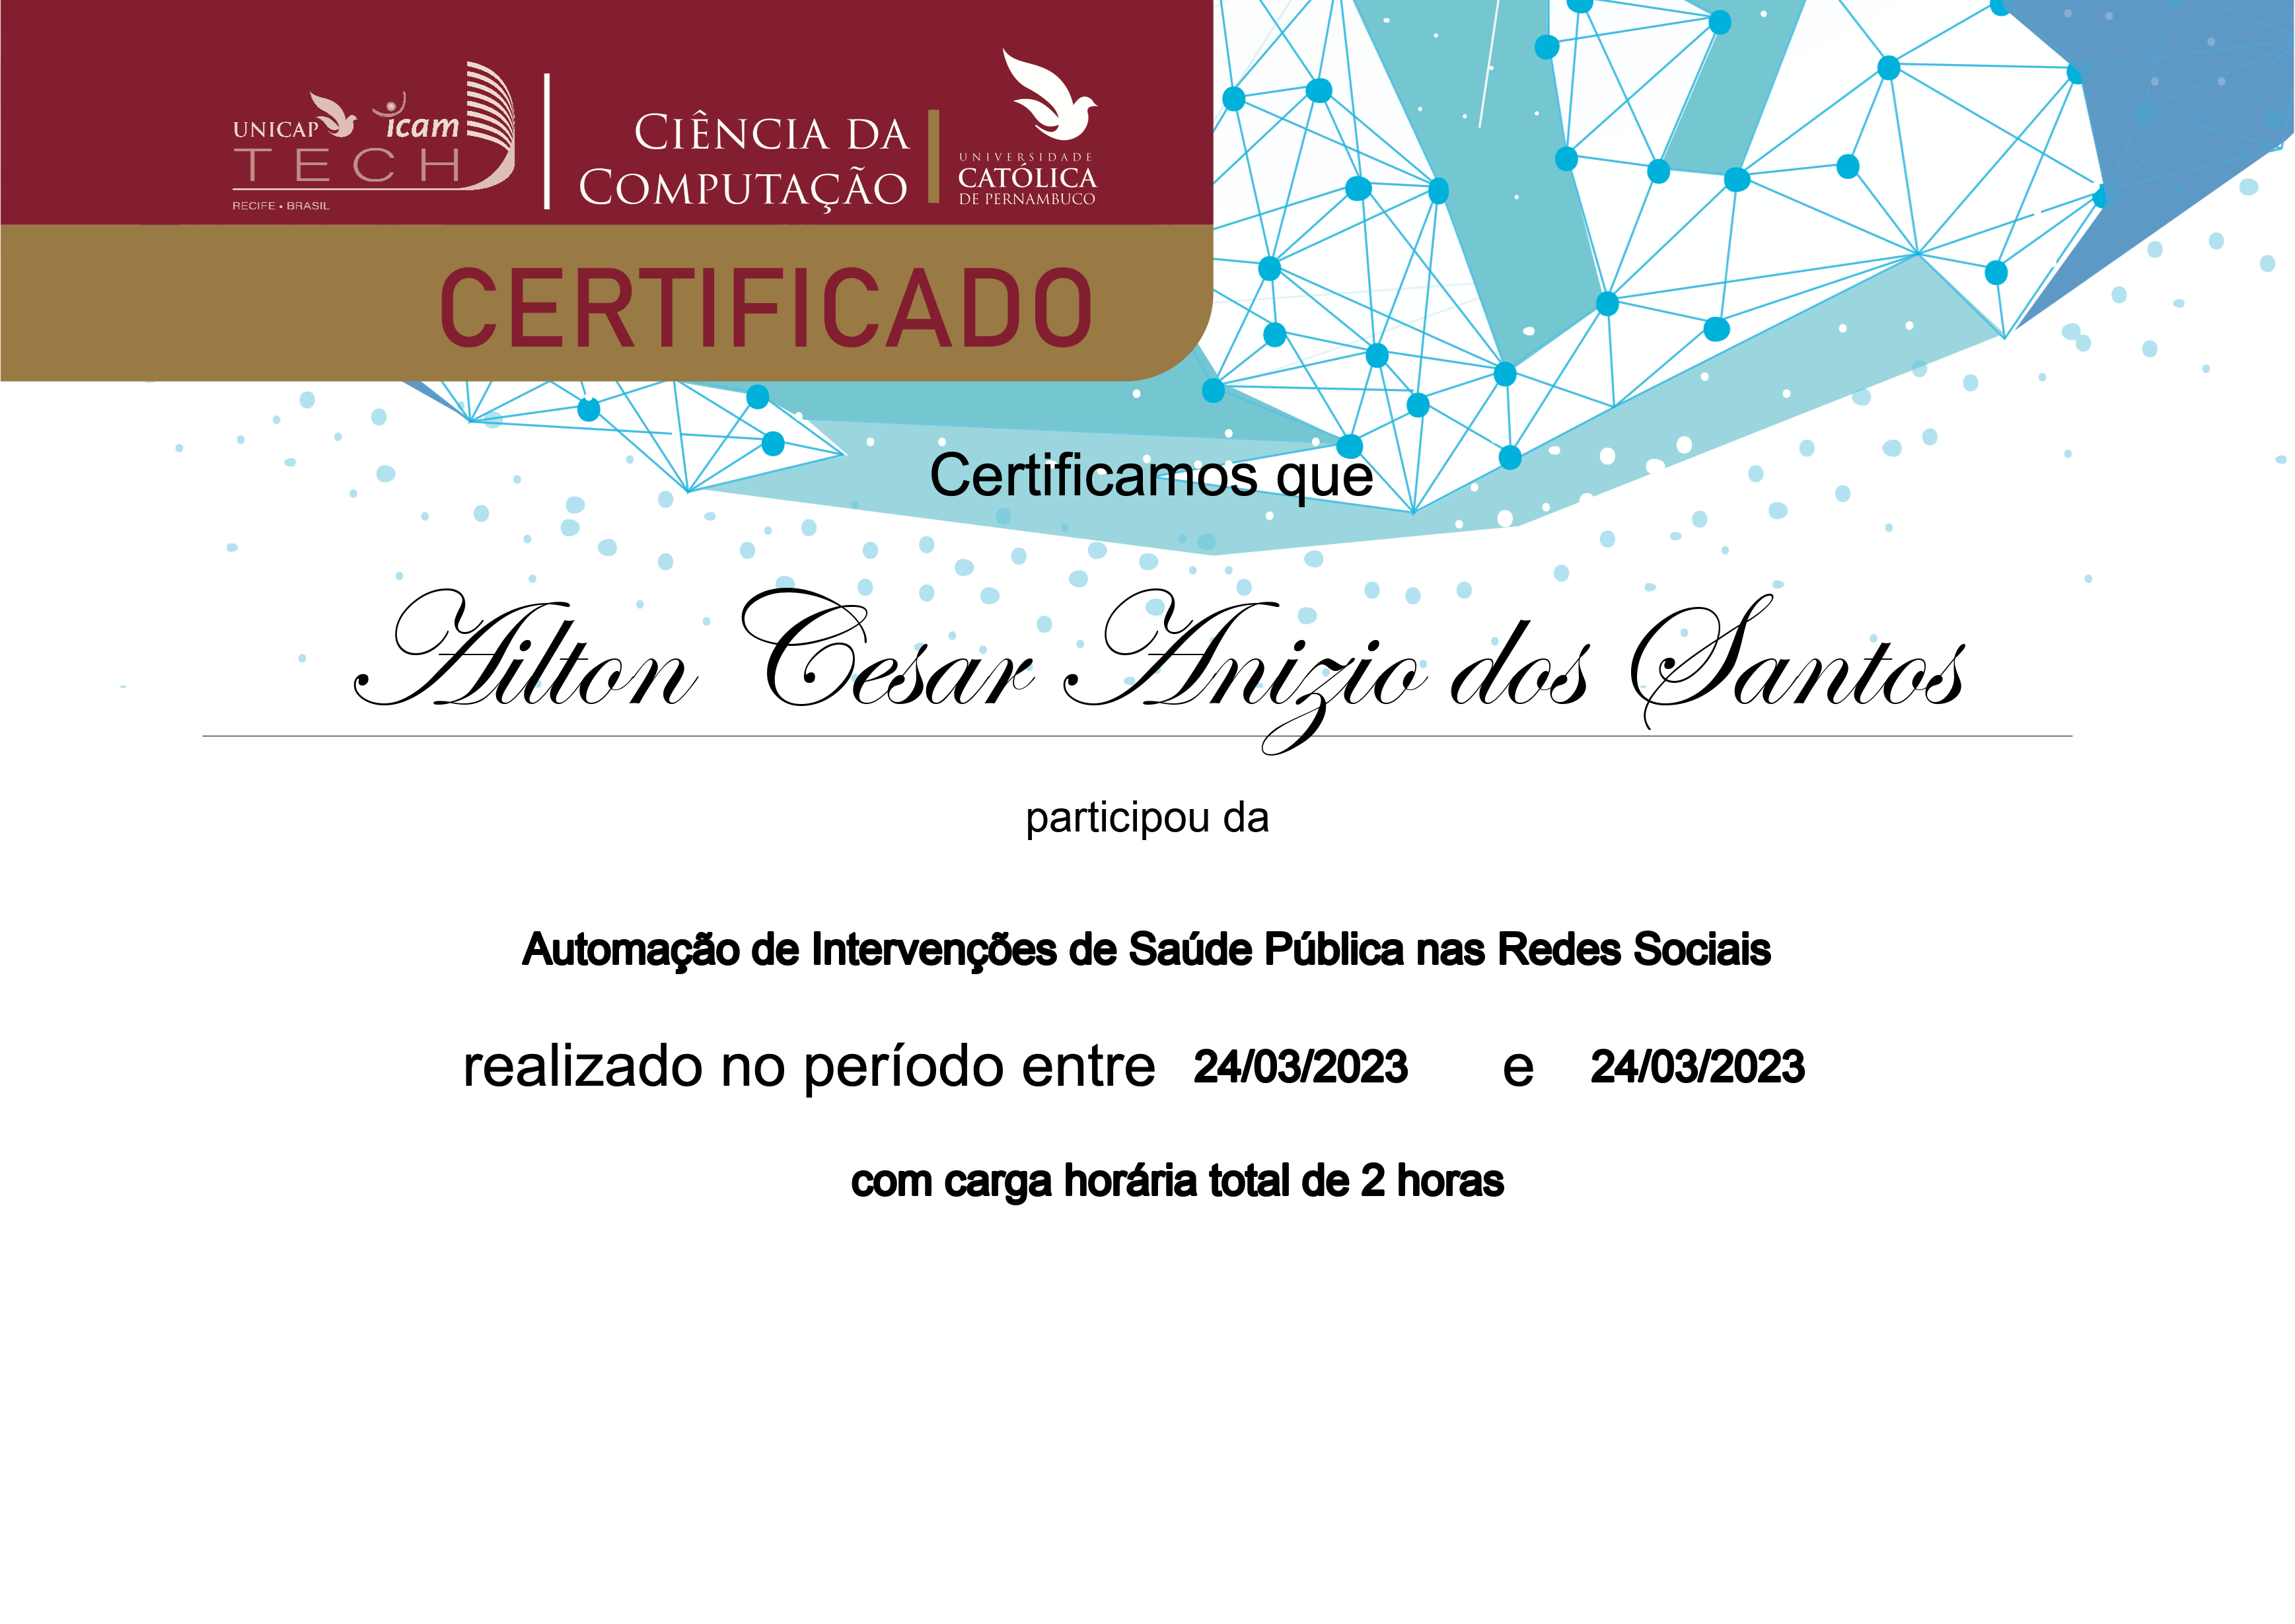 UNICAP icam
TECH
RECIFE • BRASIL
CIÊNCIA DA
COMPUTAÇÃO
UNIVERSIDADE
CATÓLICA
DE PERNAMBUCO
CERTIFICADO
Certificamos que
Ailton Cesar Anizio dos Santos
participou da
Automação de Intervenções de Saúde Pública nas Redes Sociais
realizado no período entre 24/03/2023 e 24/03/2023
com carga horária total de 2 horas